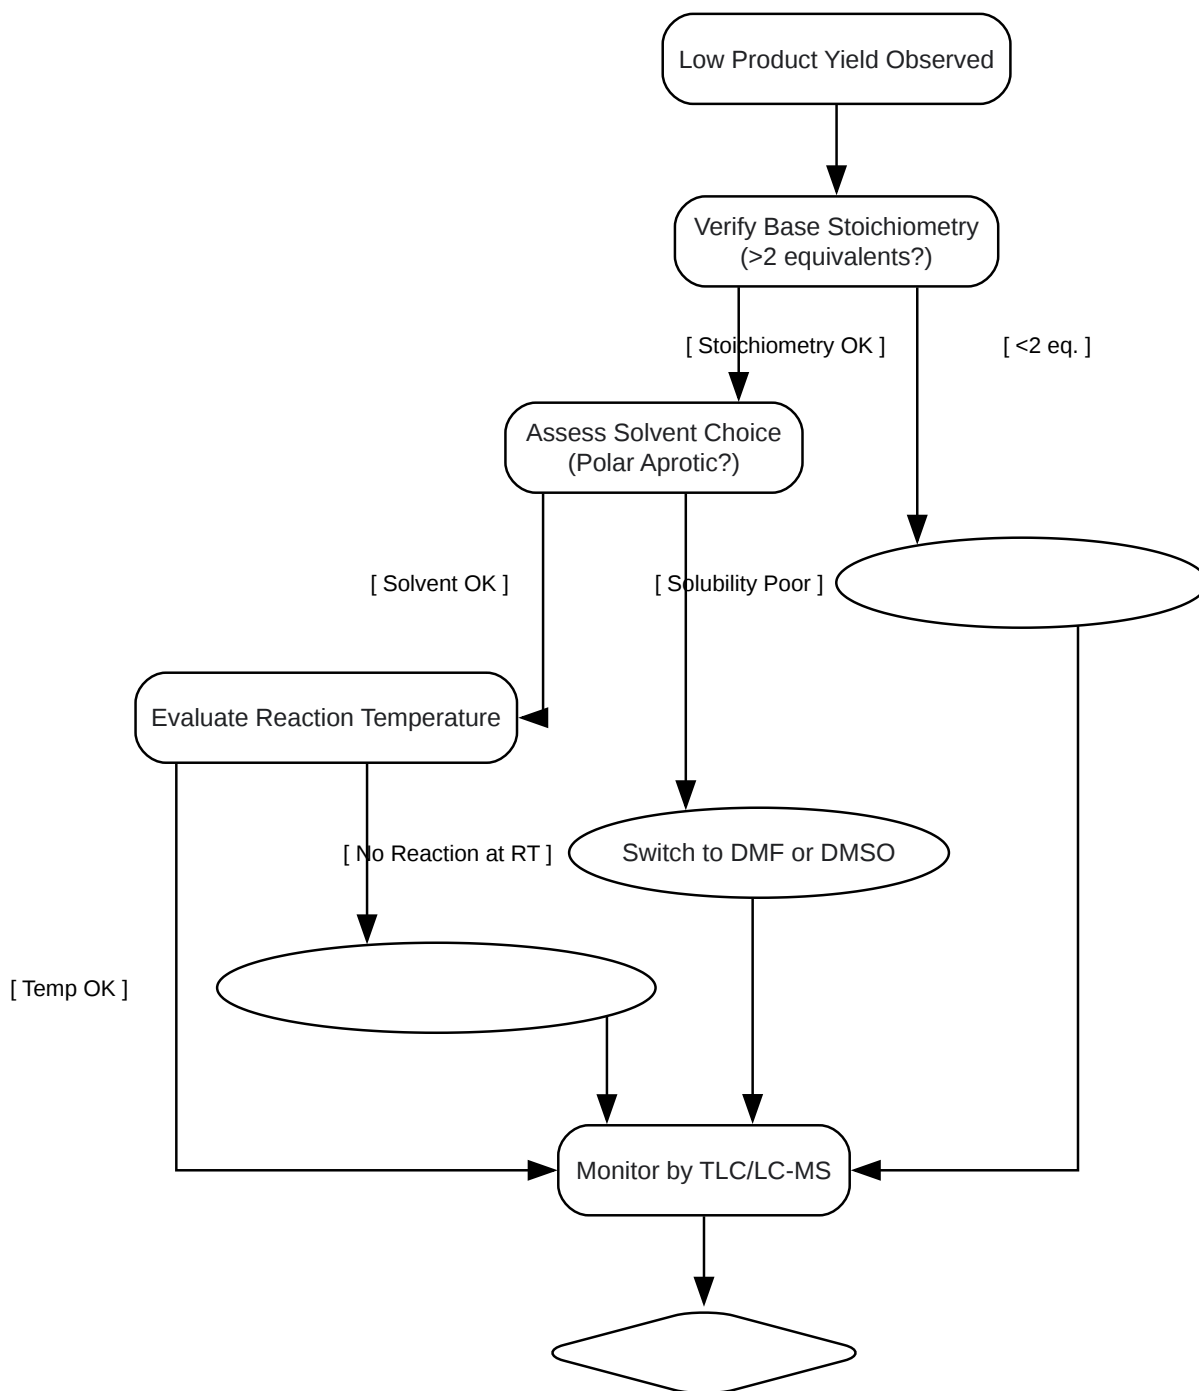 Low Product Yield Observed
Verify Base Stoichiometry
(>2 equivalents?)
[ Stoichiometry OK ]
[ <2 eq. ]
Assess Solvent Choice
(Polar Aprotic?)
[ Solvent OK ]
[ Solubility Poor ]
Evaluate Reaction Temperature
[ No Reaction at RT ]
Switch to DMF or DMSO
[ Temp OK ]
Monitor by TLC/LC-MS